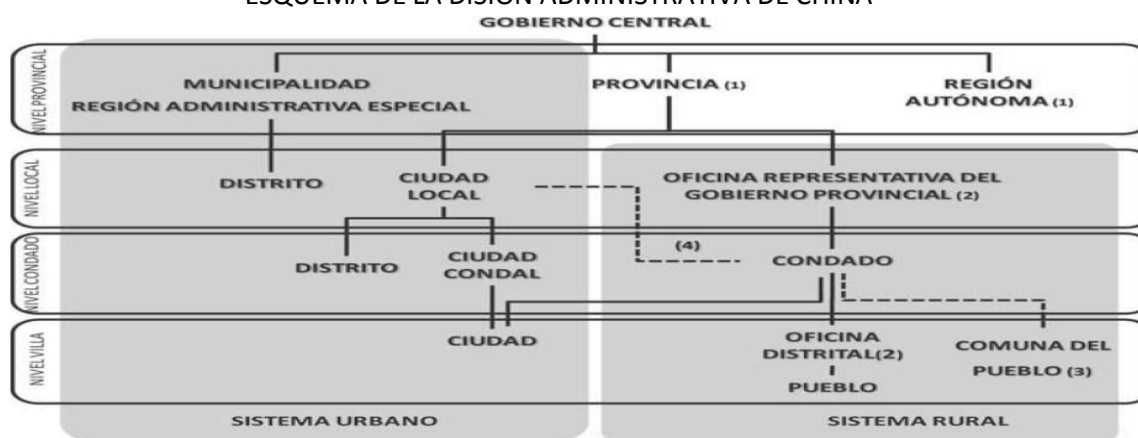 ESQUEMA DE LA DISIÓN ADMINISTRATIVA DE CHINA
GOBIERNO CENTRAL
NIVEL PROVINCIAL
MUNICIPALIDAD
REGIÓN ADMINISTRATIVA ESPECIAL
PROVINCIA (1)
REGIÓN
AUTÓNOMA (1)
NIVEL LOCAL
DISTRITO
CIUDAD
LOCAL
OFICINA REPRESENTATIVA DEL
GOBIERNO PROVINCIAL (2)
NIVEL CONDADO
DISTRITO
CIUDAD
CONDAL
(4)
CONDADO
NIVEL VILLA
CIUDAD
OFICINA
DISTRITAL(2)
PUEBLO
COMUNA DEL
PUEBLO (3)
SISTEMA URBANO
SISTEMA RURAL